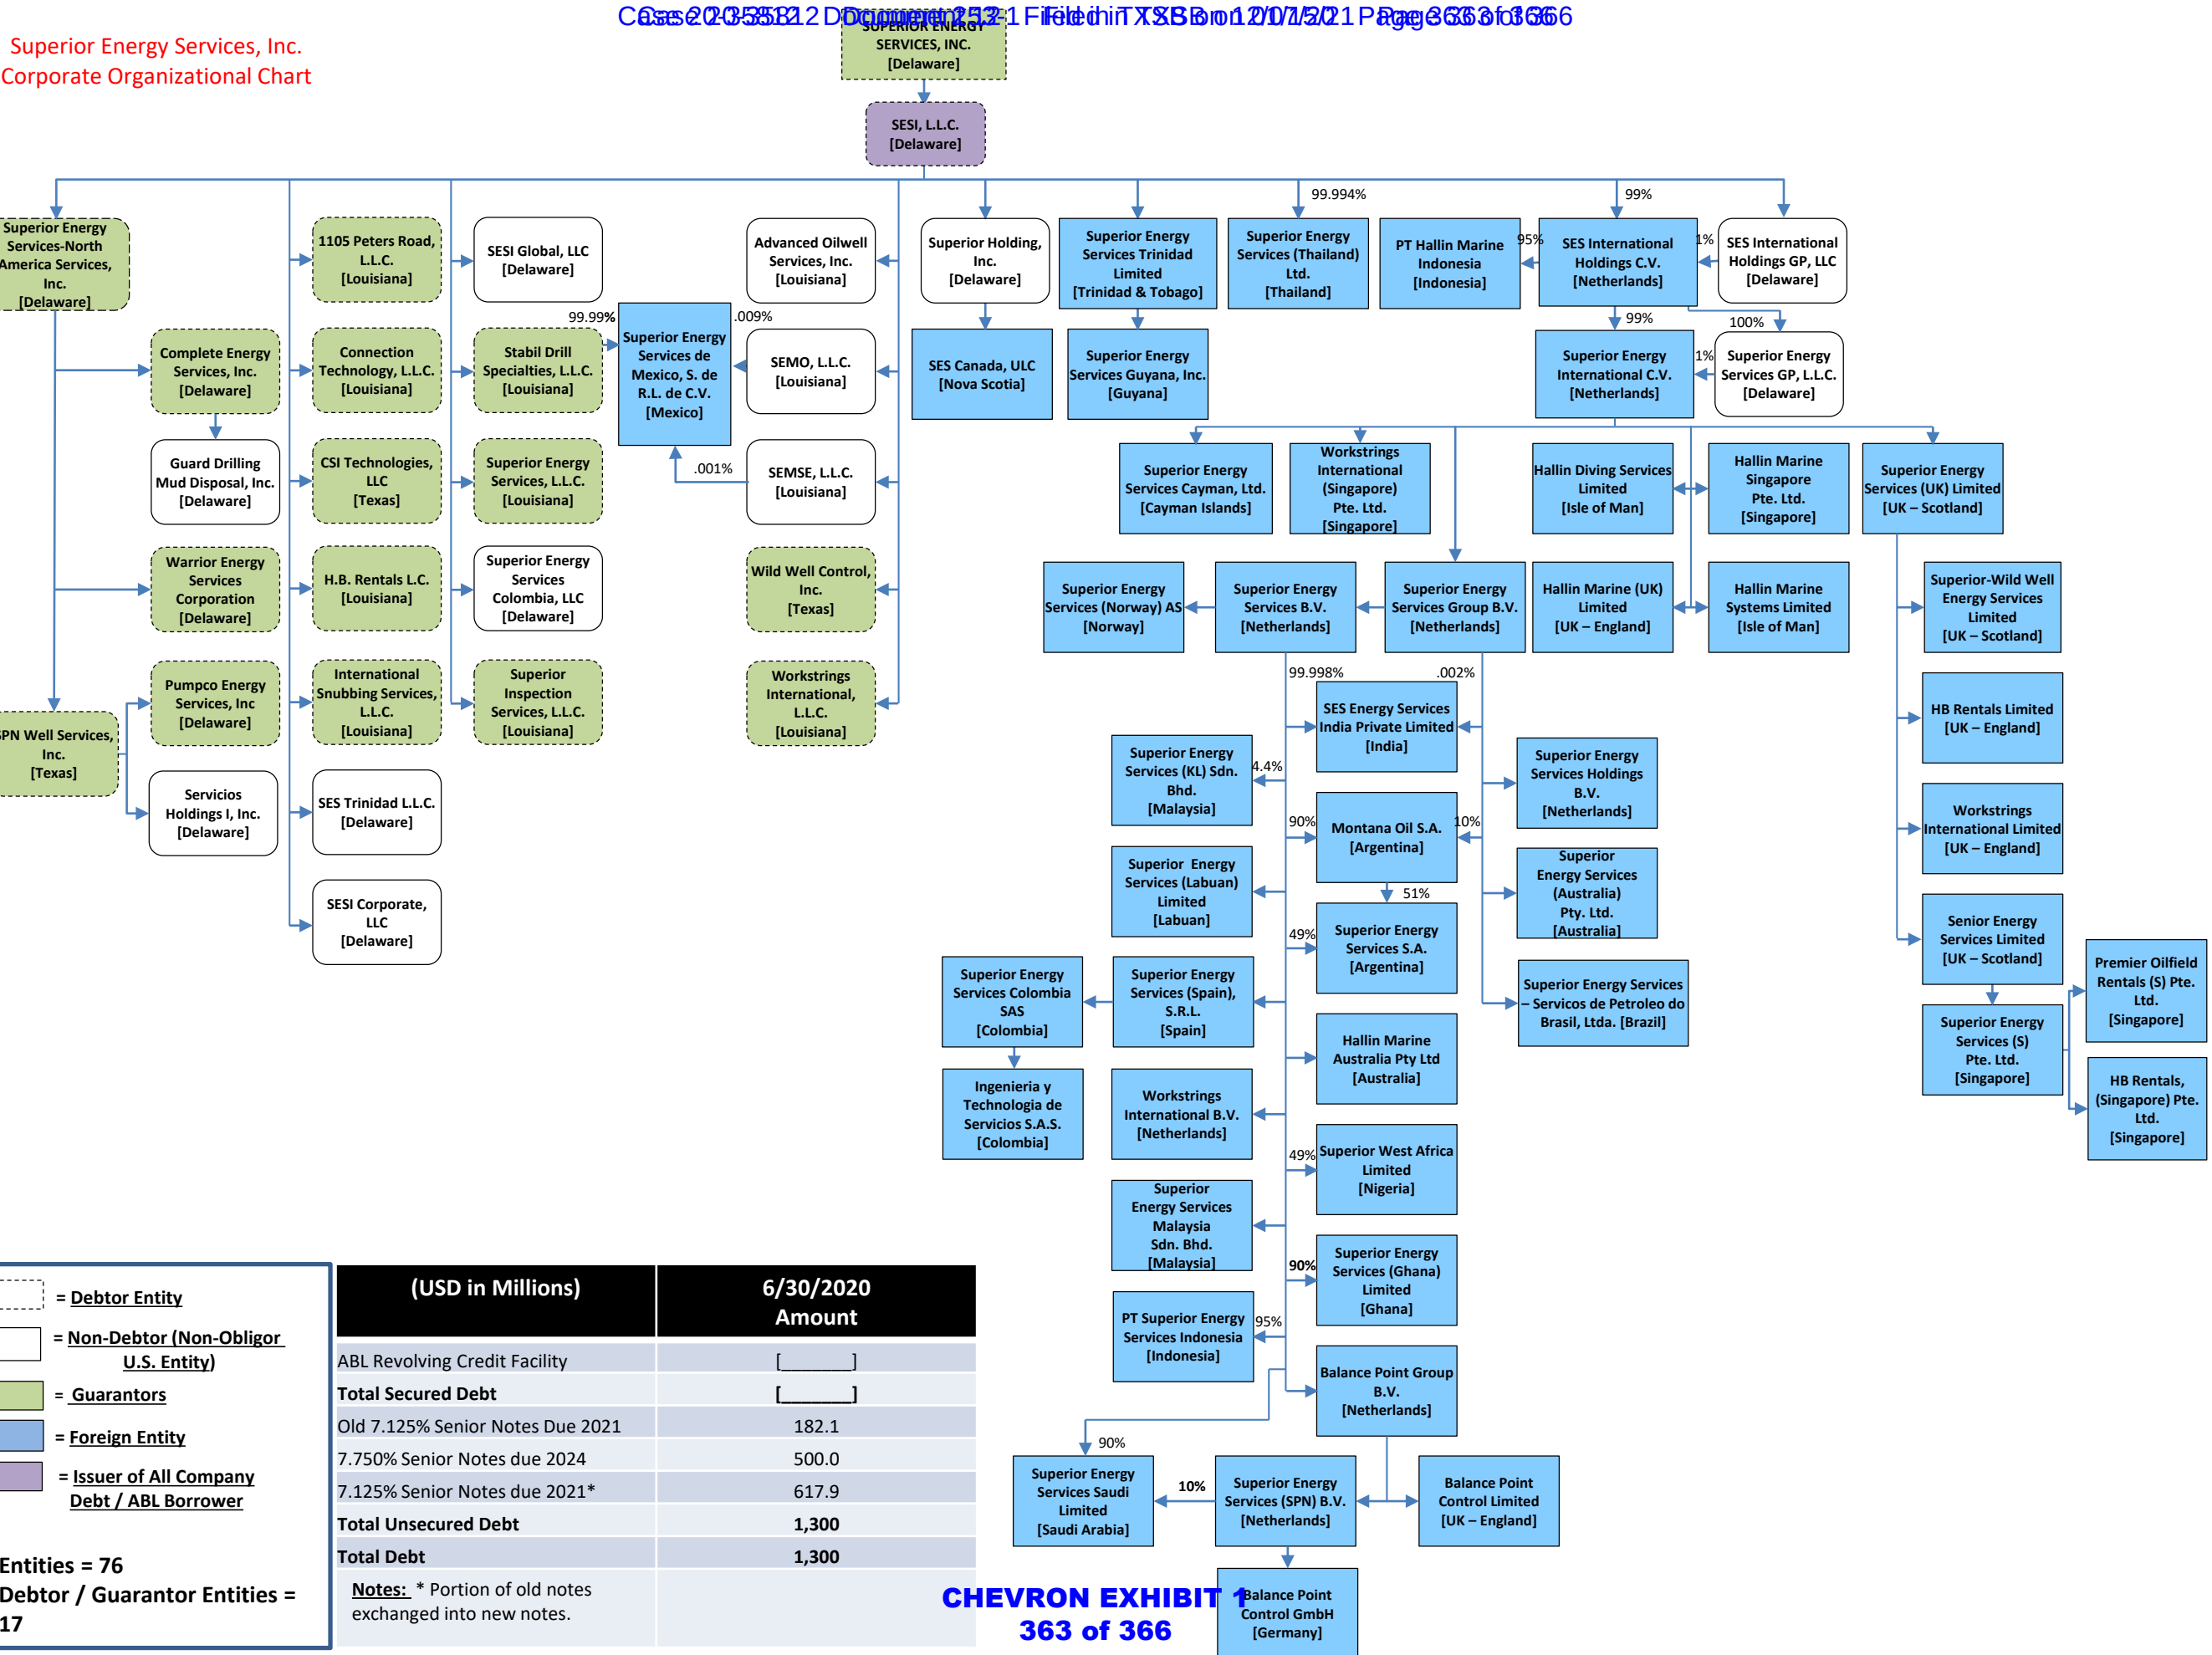 Case Filed in TXSB on Page 363 of 366
Superior Energy Services, Inc.
Corporate Organizational Chart
SUPERIOR ENERGY
SERVICES, INC.
[Delaware]
SESI, L.L.C.
[Delaware]
Superior Energy
Services-North
America Services,
Inc.
[Delaware]
Complete Energy
Services, Inc.
[Delaware]
Guard Drilling
Mud Disposal, Inc.
[Delaware]
Warrior Energy
Services
Corporation
[Delaware]
SPN Well Services,
Inc.
[Texas]
Pumpco Energy
Services, Inc
[Delaware]
Servicios
Holdings I, Inc.
[Delaware]
1105 Peters Road,
L.L.C.
[Louisiana]
Connection
Technology, L.L.C.
[Louisiana]
CSI Technologies,
LLC
[Texas]
H.B. Rentals L.C.
[Louisiana]
International
Snubbing Services,
L.L.C.
[Louisiana]
SES Trinidad L.L.C.
[Delaware]
SESI Corporate,
LLC
[Delaware]
SESI Global, LLC
[Delaware]
Stabil Drill
Specialties, L.L.C.
[Louisiana]
Superior Energy
Services, L.L.C.
[Louisiana]
Superior Energy
Services
Colombia, LLC
[Delaware]
Superior
Inspection
Services, L.L.C.
[Louisiana]
99.99%
Superior Energy
Services de
Mexico, S. de
R.L. de C.V.
[Mexico]
.009%
.001%
Advanced Oilwell
Services, Inc.
[Louisiana]
SEMO, L.L.C.
[Louisiana]
SEMSE, L.L.C.
[Louisiana]
Wild Well Control,
Inc.
[Texas]
Workstrings
International,
L.L.C.
[Louisiana]
Superior Holding,
Inc.
[Delaware]
SES Canada, ULC
[Nova Scotia]
Superior Energy
Services Trinidad
Limited
[Trinidad & Tobago]
Superior Energy
Services Guyana, Inc.
[Guyana]
99.994%
Superior Energy
Services (Thailand)
Ltd.
[Thailand]
PT Hallin Marine
Indonesia
[Indonesia]
95%
99%
SES International
Holdings C.V.
[Netherlands]
1%
SES International
Holdings GP, LLC
[Delaware]
99%
100%
Superior Energy
International C.V.
[Netherlands]
1%
Superior Energy
Services GP, L.L.C.
[Delaware]
Superior Energy
Services Cayman, Ltd.
[Cayman Islands]
Workstrings
International
(Singapore)
Pte. Ltd.
[Singapore]
Hallin Diving Services
Limited
[Isle of Man]
Hallin Marine
Singapore
Pte. Ltd.
[Singapore]
Superior Energy
Services (UK) Limited
[UK – Scotland]
Superior Energy
Services (Norway) AS
[Norway]
Superior Energy
Services B.V.
[Netherlands]
Superior Energy
Services Group B.V.
[Netherlands]
Hallin Marine (UK)
Limited
[UK – England]
Hallin Marine
Systems Limited
[Isle of Man]
Superior-Wild Well
Energy Services
Limited
[UK – Scotland]
HB Rentals Limited
[UK – England]
Workstrings
International Limited
[UK – England]
Senior Energy
Services Limited
[UK – Scotland]
Superior Energy
Services (S)
Pte. Ltd.
[Singapore]
Premier Oilfield
Rentals (S) Pte.
Ltd.
[Singapore]
HB Rentals,
(Singapore) Pte.
Ltd.
[Singapore]
99.998%
.002%
SES Energy Services
India Private Limited
[India]
Superior Energy
Services (KL) Sdn.
Bhd.
[Malaysia]
4.4%
Superior Energy
Services Holdings
B.V.
[Netherlands]
90%
Montana Oil S.A.
[Argentina]
10%
Superior Energy
Services (Labuan)
Limited
[Labuan]
51%
Superior
Energy Services
(Australia)
Pty. Ltd.
[Australia]
49%
Superior Energy
Services S.A.
[Argentina]
Superior Energy
Services Colombia
SAS
[Colombia]
Superior Energy
Services (Spain),
S.R.L.
[Spain]
Superior Energy Services
– Servicos de Petroleo do
Brasil, Ltda. [Brazil]
Hallin Marine
Australia Pty Ltd
[Australia]
Ingenieria y
Technologia de
Servicios S.A.S.
[Colombia]
Workstrings
International B.V.
[Netherlands]
49%
Superior West Africa
Limited
[Nigeria]
Superior
Energy Services
Malaysia
Sdn. Bhd.
[Malaysia]
90%
Superior Energy
Services (Ghana)
Limited
[Ghana]
PT Superior Energy
Services Indonesia
[Indonesia]
95%
Balance Point Group
B.V.
[Netherlands]
90%
Superior Energy
Services Saudi
Limited
[Saudi Arabia]
10%
Superior Energy
Services (SPN) B.V.
[Netherlands]
Balance Point
Control Limited
[UK – England]
Balance Point
Control GmbH
[Germany]
= Debtor Entity
= Non-Debtor (Non-Obligor
U.S. Entity)
= Guarantors
= Foreign Entity
= Issuer of All Company
Debt / ABL Borrower
Entities = 76
Debtor / Guarantor Entities =
17
(USD in Millions) 6/30/2020
Amount
ABL Revolving Credit Facility [_______]
Total Secured Debt [_______]
Old 7.125% Senior Notes Due 2021 182.1
7.750% Senior Notes due 2024 500.0
7.125% Senior Notes due 2021* 617.9
Total Unsecured Debt 1,300
Total Debt 1,300
Notes: * Portion of old notes
exchanged into new notes.
CHEVRON EXHIBIT 1
363 of 366